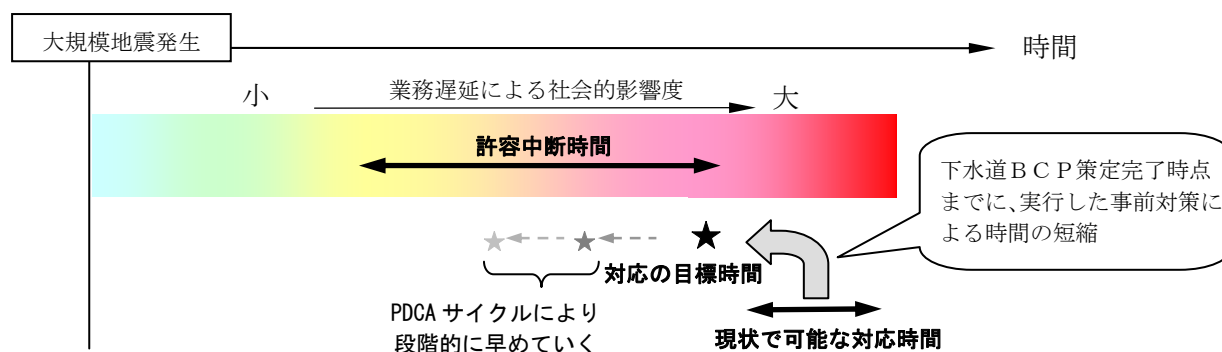 大規模地震発生
時間
小
業務遅延による社会的影響度
大
許容中断時間
下水道BCP策定完了時点
までに、実行した事前対策に
よる時間の短縮
対応の目標時間
PDCAサイクルにより
段階的に早めていく
現状で可能な対応時間